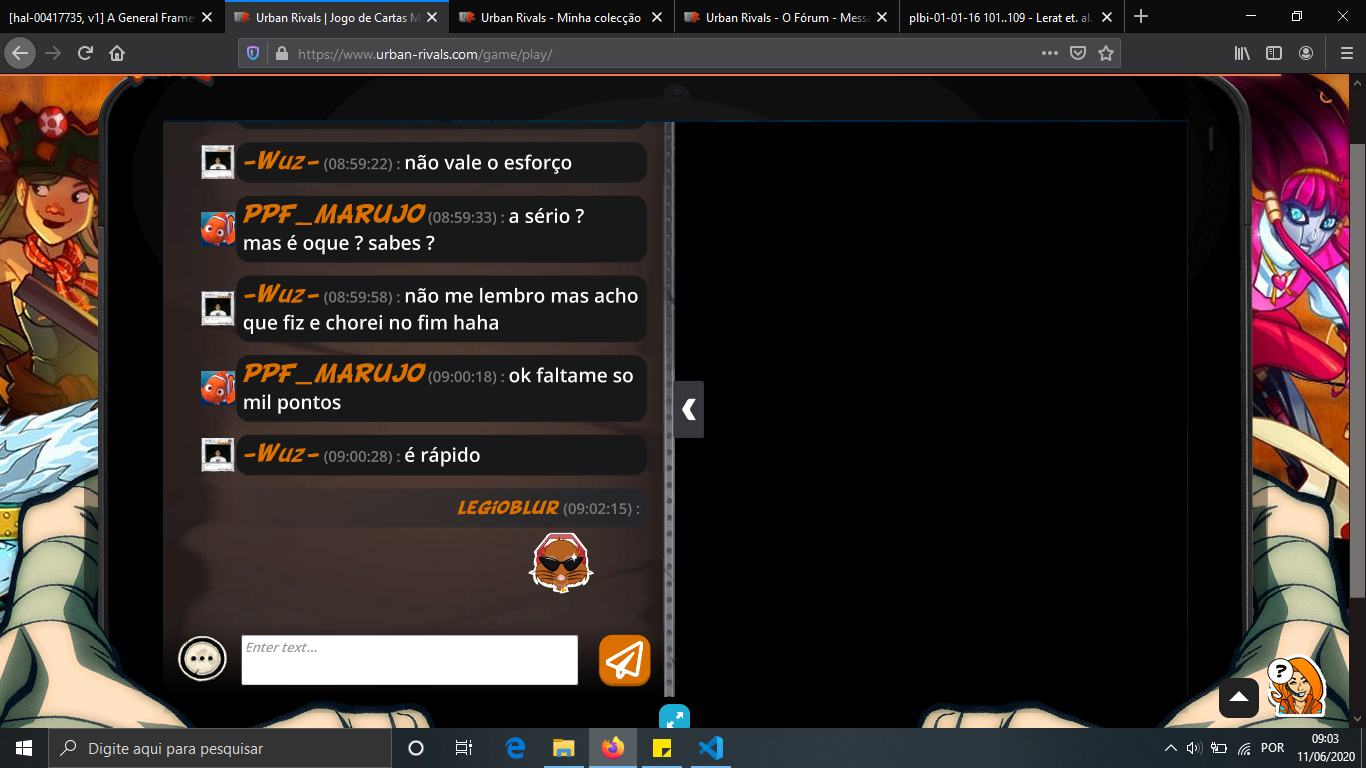 [hal-00417735, v1] A General Frame
Urban Rivals | Jogo de Cartas M
Urban Rivals - Minha colecção
Urban Rivals - O Fórum - Messa
plbi-01-01-16 101..109 - Lerat et. al.
https://www.urban-rivals.com/game/play/
-Wuz- (08:59:22) : não vale o esforço
PPF_MARUJO (08:59:33) : a sério ?
mas é oque ? sabes ?
-Wuz- (08:59:58) : não me lembro mas acho
que fiz e chorei no fim haha
PPF_MARUJO (09:00:18) : ok faltame so
mil pontos
-Wuz- (09:00:28) : é rápido
LEGIOBLUR (09:02:15) :
Enter text...
?
Digite aqui para pesquisar
POR
09:03
11/06/2020